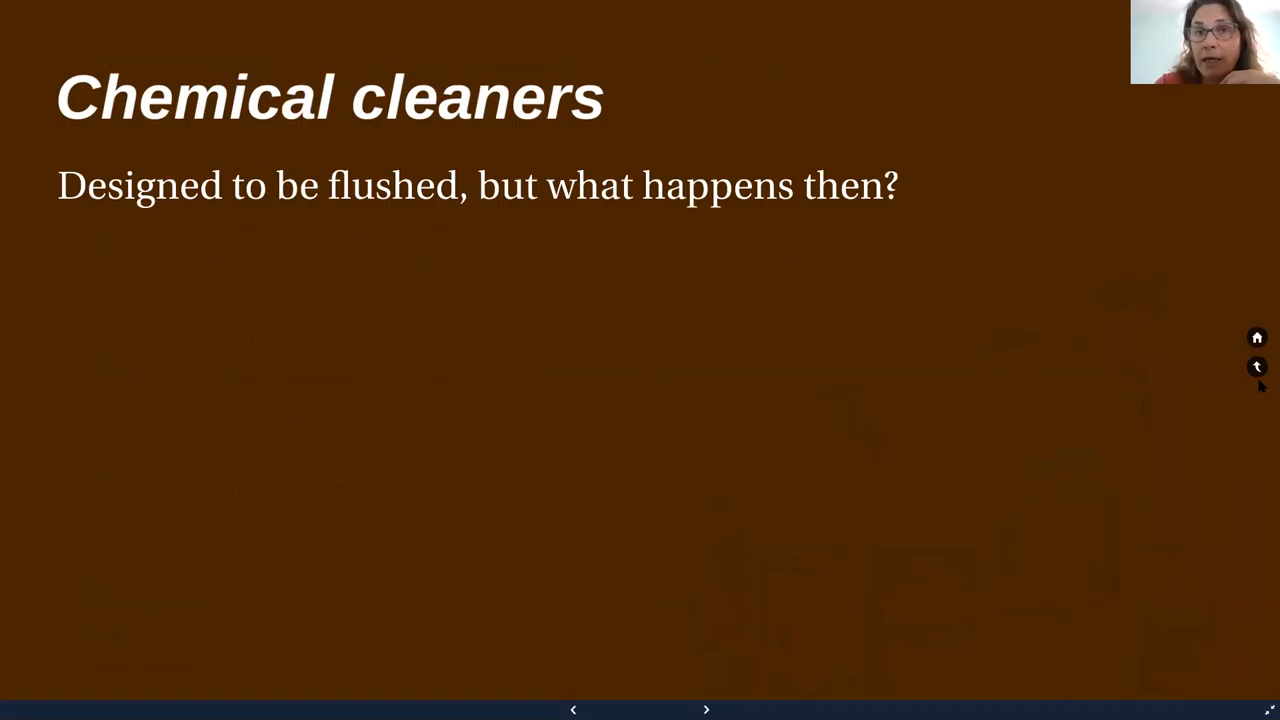 Chemical cleaners
Designed to be flushed, but what happens then?